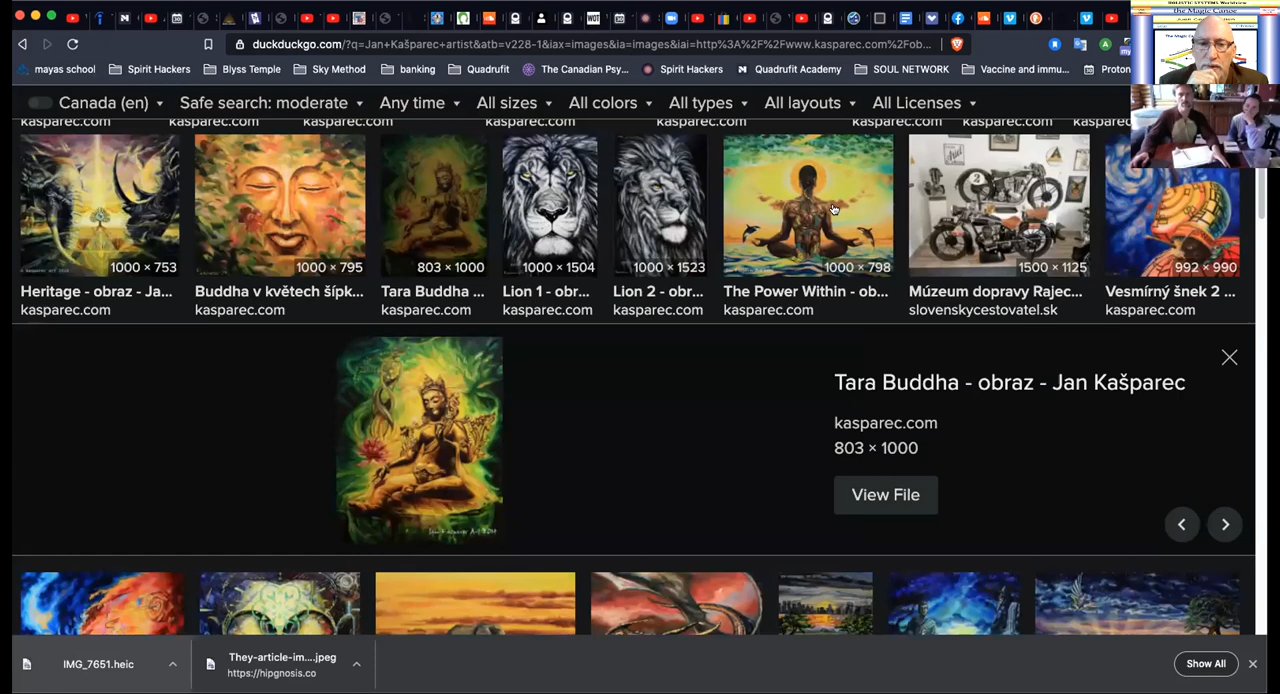 duckduckgo.com/?q=Jan+Kašparec+artist&atb=v228-1&iax=images&ia=images&iai=http%3A%2F%2Fwww.kasparec.com%2Fob...
mayas school
Spirit Hackers
Blyss Temple
Sky Method
banking
Quadrufit
The Canadian Psy...
Spirit Hackers
Quadrufit Academy
SOUL NETWORK
Vaccine and immu...
Proton
The Magic Canoe
Canada (en)
Safe search: moderate
Any time
All sizes
All colors
All types
All layouts
All Licenses
kasparec.com
kasparec.com
kasparec.com
kasparec.com
kasparec.com
kasparec.com
kasparec.com
1000 × 753
1000 × 795
803 × 1000
1000 × 1504
1000 × 1523
1000 × 798
1500 × 1125
992 × 990
Heritage - obraz - Ja...
Buddha v květech šípk...
Tara Buddha ...
Lion 1 - obr...
Lion 2 - obr...
The Power Within - ob...
Múzeum dopravy Rajec...
Vesmírný šnek 2 ...
kasparec.com
kasparec.com
kasparec.com
kasparec.com
kasparec.com
kasparec.com
slovenskycestovatel.sk
kasparec.com
Tara Buddha - obraz - Jan Kašparec
kasparec.com
803 × 1000
View File
IMG_7651.heic
They-article-im....jpeg
https://hipgnosis.co
Show All